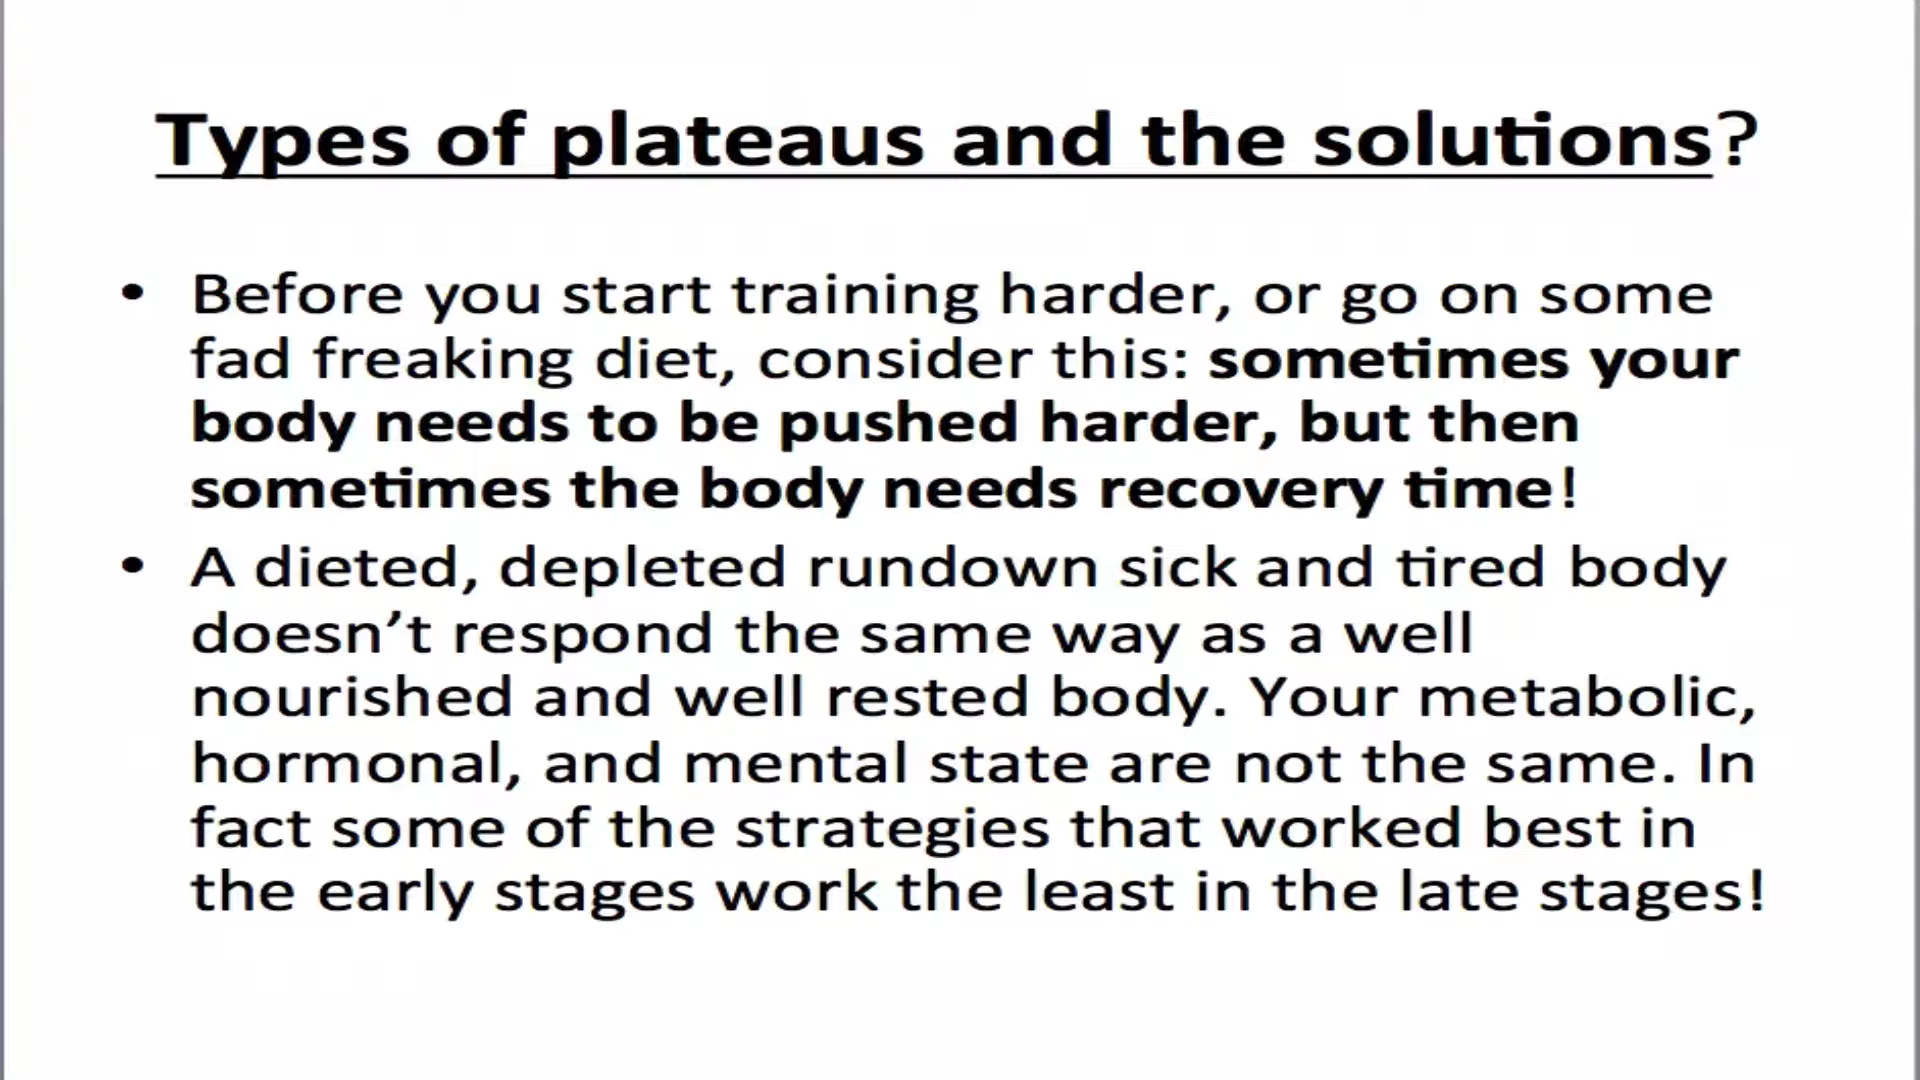 Types of plateaus and the solutions?
• Before you start training harder, or go on some
fad freaking diet, consider this: sometimes your
body needs to be pushed harder, but then
sometimes the body needs recovery time!
• A dieted, depleted rundown sick and tired body
doesn’t respond the same way as a well
nourished and well rested body. Your metabolic,
hormonal, and mental state are not the same. In
fact some of the strategies that worked best in
the early stages work the least in the late stages!